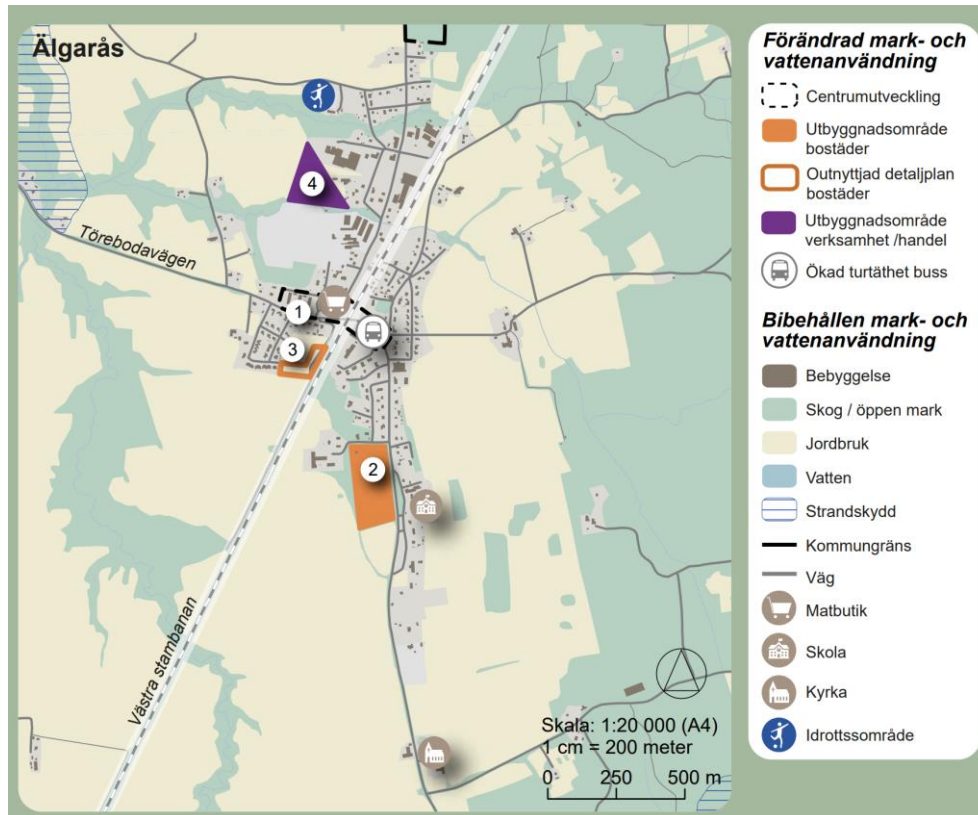 Älgarås
Törebodavägen
4
1
3
2
Västra stambanan
Skala: 1:20 000 (A4)
1 cm = 200 meter
0 250 500 m
Förändrad mark- och
vattenanvändning
Centrumutveckling
Utbyggnadsområde
bostäder
Outnyttjad detaljplan
bostäder
Utbyggnadsområde
verksamhet /handel
Ökad turtäthet buss
Bibehållen mark- och
vattenanvändning
Bebyggelse
Skog / öppen mark
Jordbruk
Vatten
Strandskydd
Kommungräns
Väg
Matbutik
Skola
Kyrka
Idrottssområde